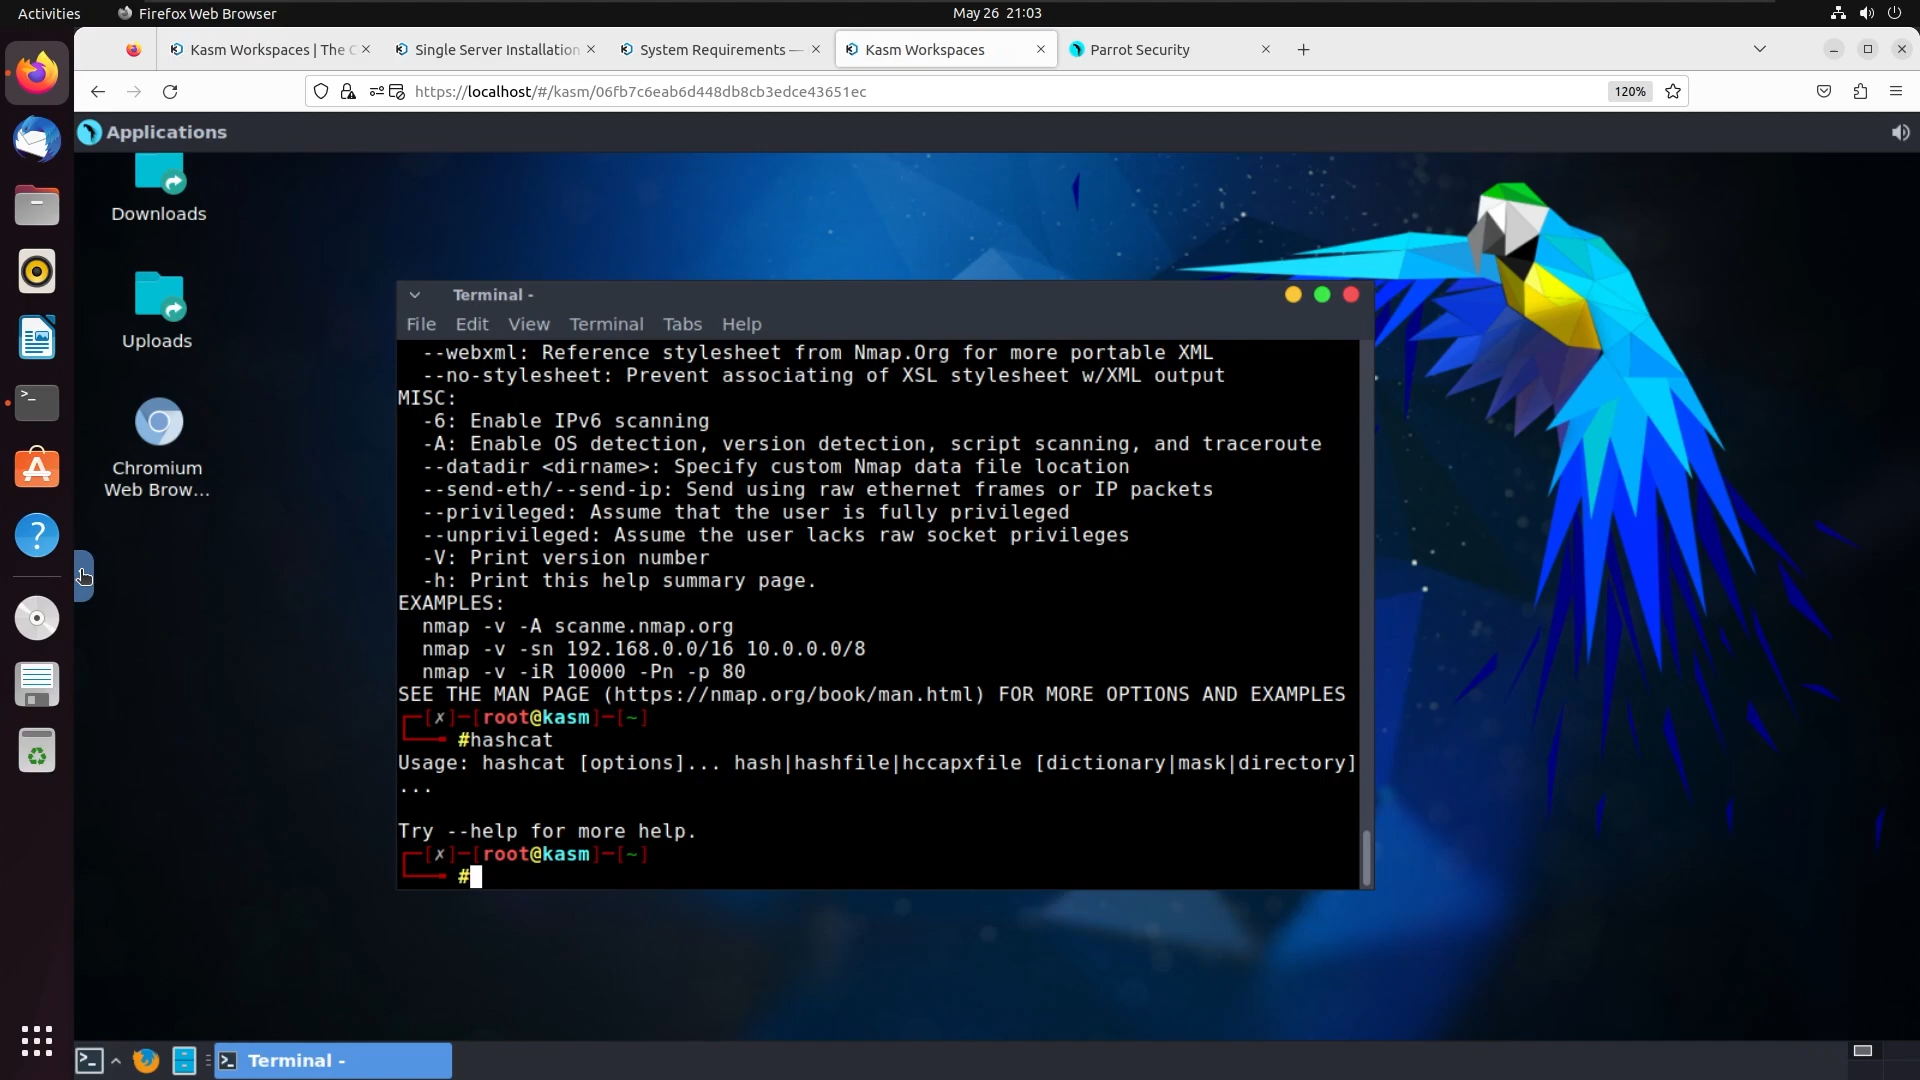 Activities
Firefox Web Browser
May 26 21:03
Kasm Workspaces | The C
Single Server Installation
System Requirements —
Kasm Workspaces
Parrot Security
https://localhost/#/kasm/06fb7c6eab6d448db8cb3edce43651ec
120%
Applications
Downloads
Uploads
Chromium
Web Brow...
Terminal -
File Edit View Terminal Tabs Help
--webxml: Reference stylesheet from Nmap.Org for more portable XML
--no-stylesheet: Prevent associating of XSL stylesheet w/XML output
MISC:
-6: Enable IPv6 scanning
-A: Enable OS detection, version detection, script scanning, and traceroute
--datadir <dirname>: Specify custom Nmap data file location
--send-eth/--send-ip: Send using raw ethernet frames or IP packets
--privileged: Assume that the user is fully privileged
--unprivileged: Assume the user lacks raw socket privileges
-V: Print version number
-h: Print this help summary page.
EXAMPLES:
nmap -v -A scanme.nmap.org
nmap -v -sn 192.168.0.0/16 10.0.0.0/8
nmap -v -iR 10000 -Pn -p 80
SEE THE MAN PAGE (https://nmap.org/book/man.html) FOR MORE OPTIONS AND EXAMPLES
┌─[✗]─[root@kasm]─[~]
└──╼ #hashcat
Usage: hashcat [options]... hash|hashfile|hccapxfile [dictionary|mask|directory]
...
Try --help for more help.
┌─[✗]─[root@kasm]─[~]
└──╼ #
Terminal -